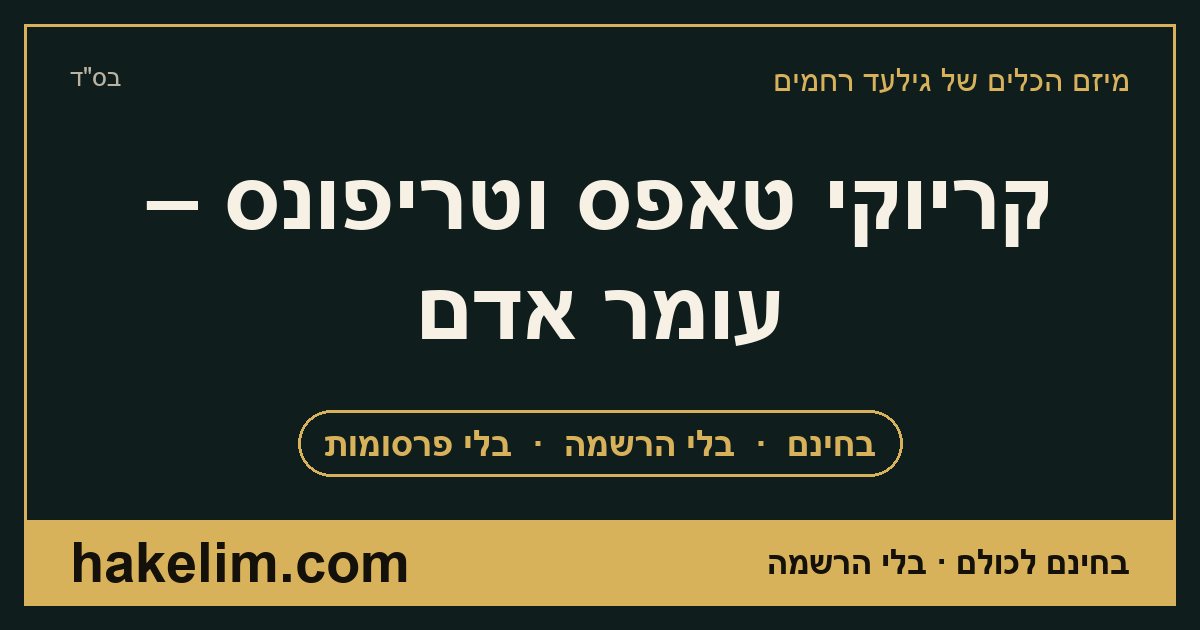 מיזם הכלים של גילעד רחמים
בס"ד
קריוקי טאפס וטריפונס –
עומר אדם
בחינם · בלי הרשמה · בלי פרסומות
בחינם לכולם · בלי הרשמה
hakelim.com